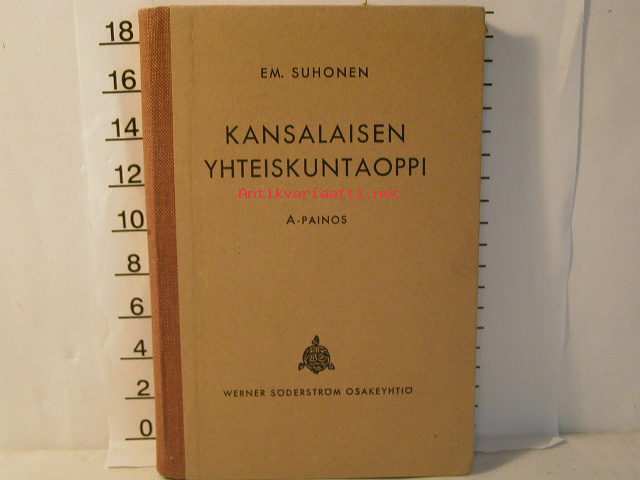 EM. SUHONEN
KANSALAISEN
YHTEISKUNTAOPPI
Antikvariaatti.net
A-PAINOS
WERNER SÖDERSTRÖM OSAKEYHTIÖ
18
16
14
12
10
8
6
4
2
0